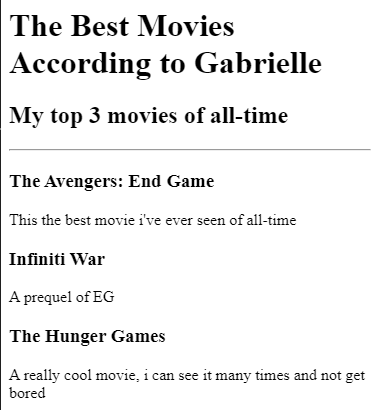 The Best Movies
According to Gabrielle
My top 3 movies of all-time
The Avengers: End Game
This the best movie i've ever seen of all-time
Infiniti War
A prequel of EG
The Hunger Games
A really cool movie, i can see it many times and not get
bored